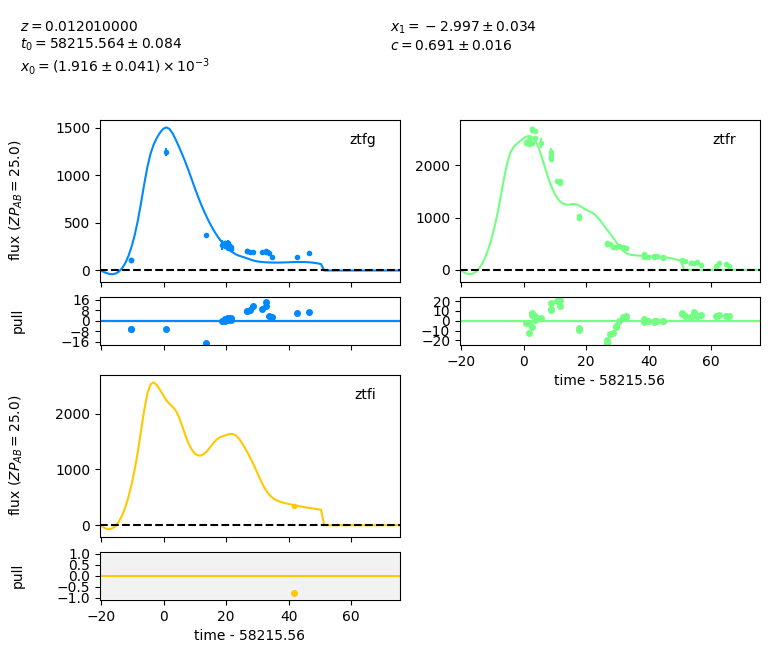 z = 0.012010000
t₀ = 58215.564 ± 0.084
x₀ = (1.916 ± 0.041) × 10⁻³
x₁ = −2.997 ± 0.034
c = 0.691 ± 0.016
flux (ZP_AB = 25.0)
1500
1000
500
0
ztfg
2000
1000
0
ztfr
pull
16
8
0
−8
−16
20
10
0
−10
−20
−20 0 20 40 60
time - 58215.56
flux (ZP_AB = 25.0)
2000
1000
0
ztfi
pull
1.0
0.5
0.0
−0.5
−1.0
−20 0 20 40 60
time - 58215.56